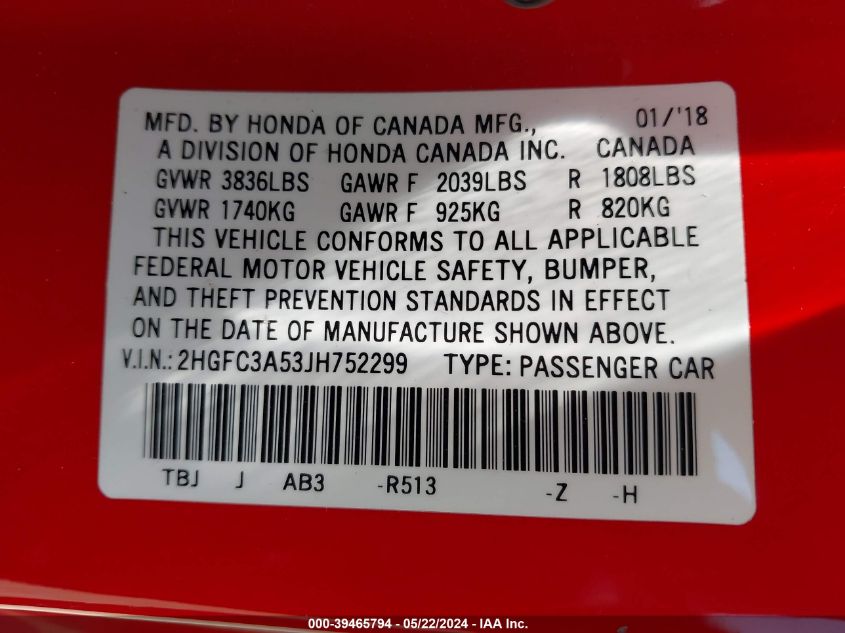 MFD. BY HONDA OF CANADA MFG., 01/'18
A DIVISION OF HONDA CANADA INC. CANADA
GVWR 3836LBS GAWR F 2039LBS R 1808LBS
GVWR 1740KG GAWR F 925KG R 820KG
THIS VEHICLE CONFORMS TO ALL APPLICABLE
FEDERAL MOTOR VEHICLE SAFETY, BUMPER,
AND THEFT PREVENTION STANDARDS IN EFFECT
ON THE DATE OF MANUFACTURE SHOWN ABOVE.
V.I.N.: 2HGFC3A53JH752299 TYPE: PASSENGER CAR
TBJ J AB3 -R513 -Z -H
000-39465794 - 05/22/2024 - IAA Inc.